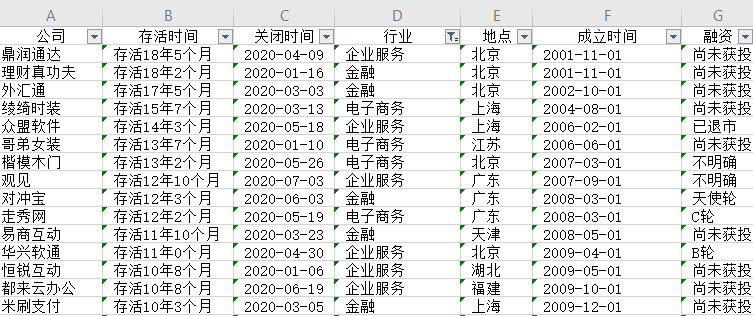 A B C D E F G
公司 存活时间 关闭时间 行业 地点 成立时间 融资
鼎润通达 存活18年5个月 2020-04-09 企业服务 北京 2001-11-01 尚未获投
理财真功夫 存活18年2个月 2020-01-16 金融 北京 2001-11-01 尚未获投
外汇通 存活17年5个月 2020-03-03 金融 北京 2002-10-01 尚未获投
绫绮时装 存活15年7个月 2020-03-13 电子商务 上海 2004-08-01 尚未获投
众盟软件 存活14年3个月 2020-05-18 企业服务 上海 2006-02-01 已退市
哥弟女装 存活13年7个月 2020-01-10 电子商务 江苏 2006-06-01 尚未获投
楷模木门 存活13年2个月 2020-05-26 电子商务 北京 2007-03-01 不明确
观见 存活12年10个月 2020-07-03 企业服务 广东 2007-09-01 不明确
对冲宝 存活12年3个月 2020-06-03 金融 广东 2008-03-01 天使轮
走秀网 存活12年2个月 2020-05-19 电子商务 广东 2008-03-01 C轮
易商互动 存活11年10个月 2020-03-23 金融 天津 2008-05-01 尚未获投
华兴软通 存活11年0个月 2020-04-30 企业服务 北京 2009-04-01 B轮
恒锐互动 存活10年8个月 2020-01-06 企业服务 湖北 2009-05-01 尚未获投
都来云办公 存活10年8个月 2020-06-19 企业服务 福建 2009-10-01 尚未获投
米刷支付 存活10年3个月 2020-03-05 金融 上海 2009-12-01 尚未获投